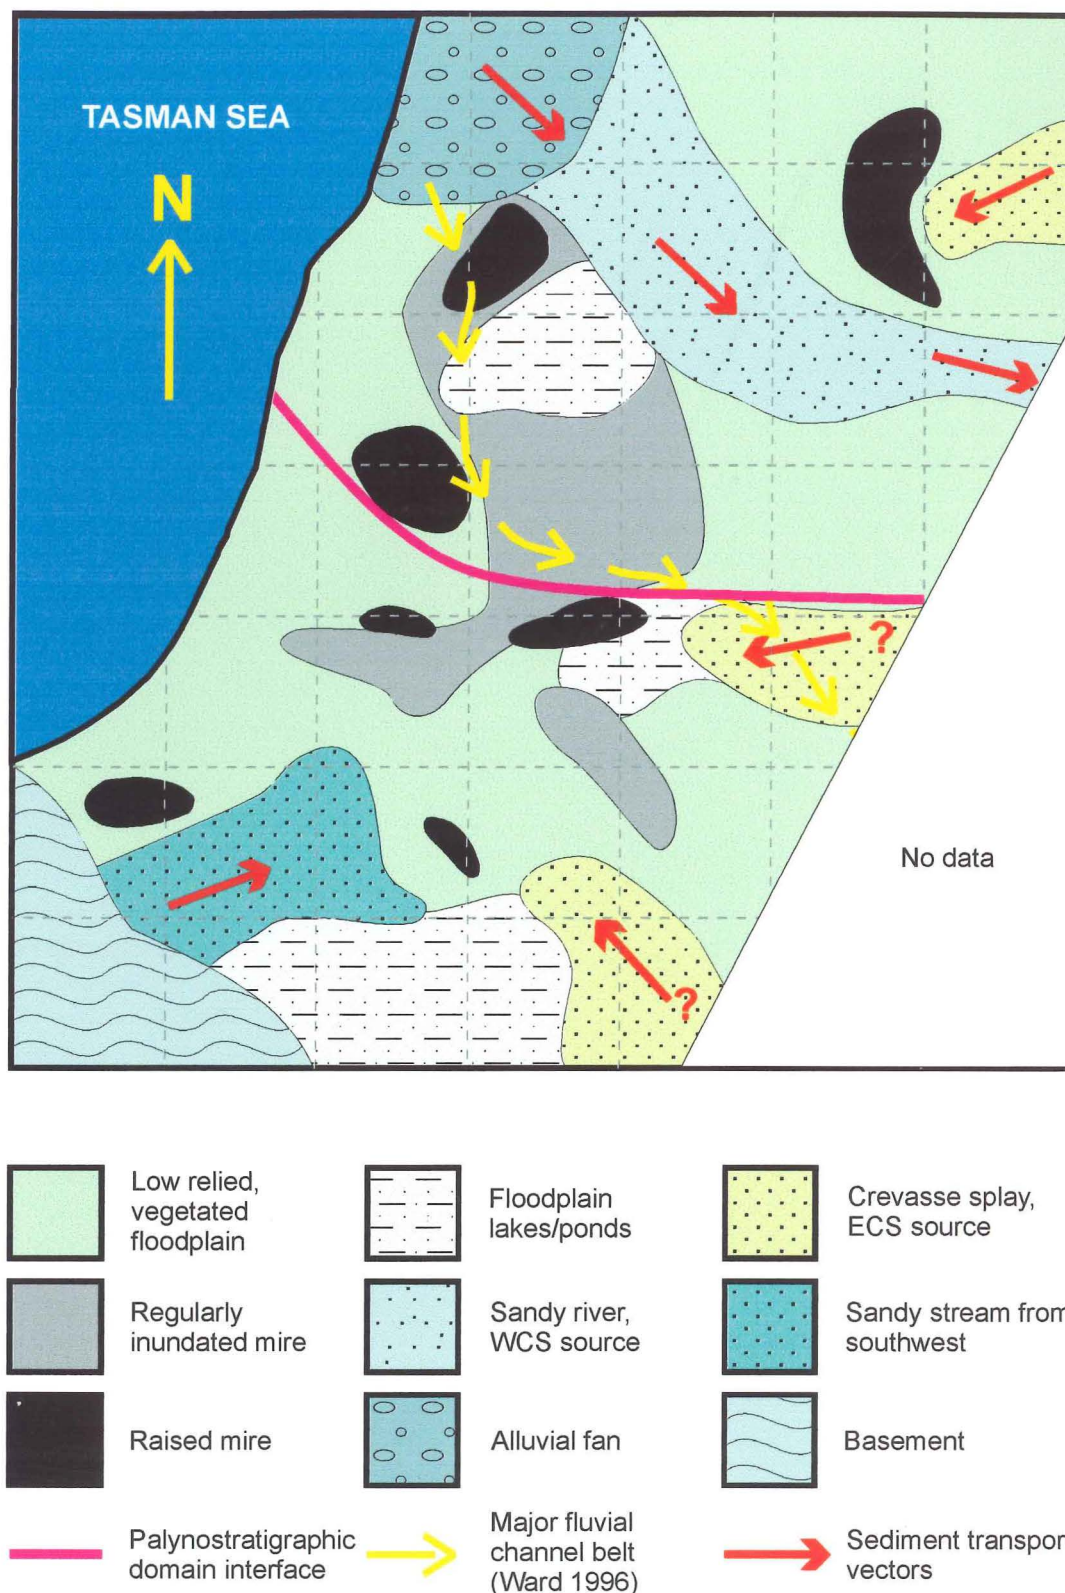 TASMAN SEA
N
?
?
No data
Low relied,
vegetated
floodplain
Floodplain
lakes/ponds
Crevasse splay,
ECS source
Regularly
inundated mire
Sandy river,
WCS source
Sandy stream from
southwest
Raised mire
Alluvial fan
Basement
Palynostratigraphic
domain interface
Major fluvial
channel belt
(Ward 1996)
Sediment transpor
vectors